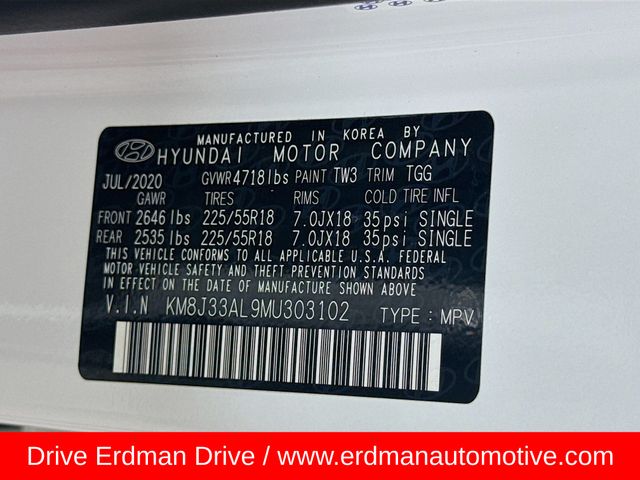 MANUFACTURED IN KOREA BY
HYUNDAI MOTOR COMPANY
JUL/2020 GVWR 4718 lbs PAINT TW3 TRIM TGG
GAWR TIRES RIMS COLD TIRE INFL
FRONT 2646 lbs 225/55R18 7.0JX18 35psi SINGLE
REAR 2535 lbs 225/55R18 7.0JX18 35psi SINGLE
THIS VEHICLE CONFORMS TO ALL APPLICABLE U.S.A. FEDERAL
MOTOR VEHICLE SAFETY AND THEFT PREVENTION STANDARDS
IN EFFECT ON THE DATE OF MANUFACTURE SHOWN ABOVE
V.I.N KM8J33AL9MU303102 TYPE : MPV
Drive Erdman Drive / www.erdmanautomotive.com